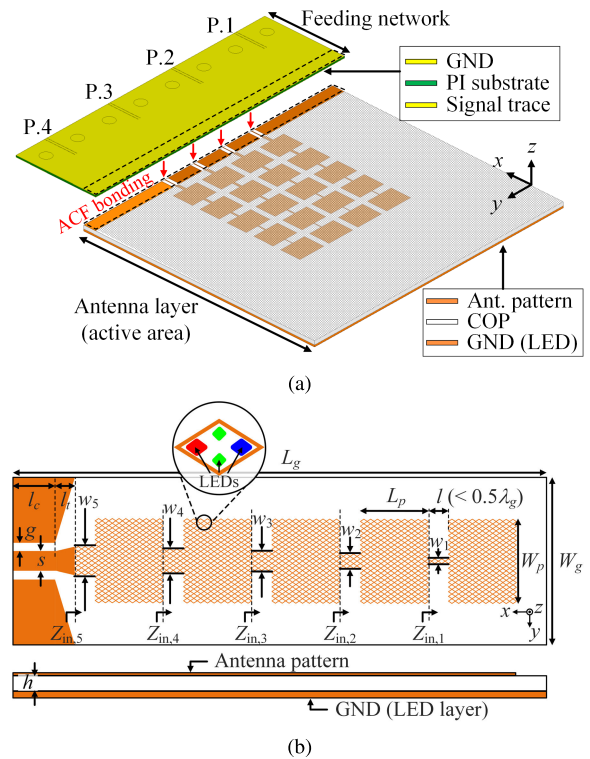 P.1
Feeding network
P.2
P.3
P.4
GND
PI substrate
Signal trace
ACF bonding
z
x
y
Antenna layer
(active area)
Ant. pattern
COP
GND (LED)
(a)
LEDs
L_g
l_c
l_t
w_5
w_4
w_3
w_2
w_1
L_p
l (< 0.5λ_g)
g
s
W_p
W_g
Z_in,5
Z_in,4
Z_in,3
Z_in,2
Z_in,1
x
z
y
Antenna pattern
h
GND (LED layer)
(b)